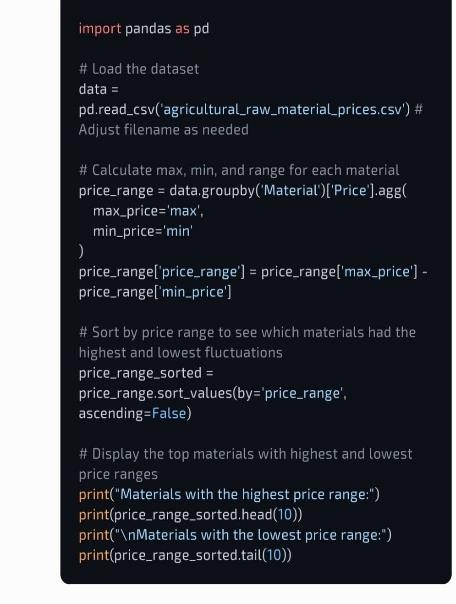 import pandas as pd

# Load the dataset
data =
pd.read_csv('agricultural_raw_material_prices.csv') #
Adjust filename as needed

# Calculate max, min, and range for each material
price_range = data.groupby('Material')['Price'].agg(
    max_price='max',
    min_price='min'
)
price_range['price_range'] = price_range['max_price'] -
price_range['min_price']

# Sort by price range to see which materials had the
highest and lowest fluctuations
price_range_sorted =
price_range.sort_values(by='price_range',
ascending=False)

# Display the top materials with highest and lowest
price ranges
print("Materials with the highest price range:")
print(price_range_sorted.head(10))
print("\nMaterials with the lowest price range:")
print(price_range_sorted.tail(10))